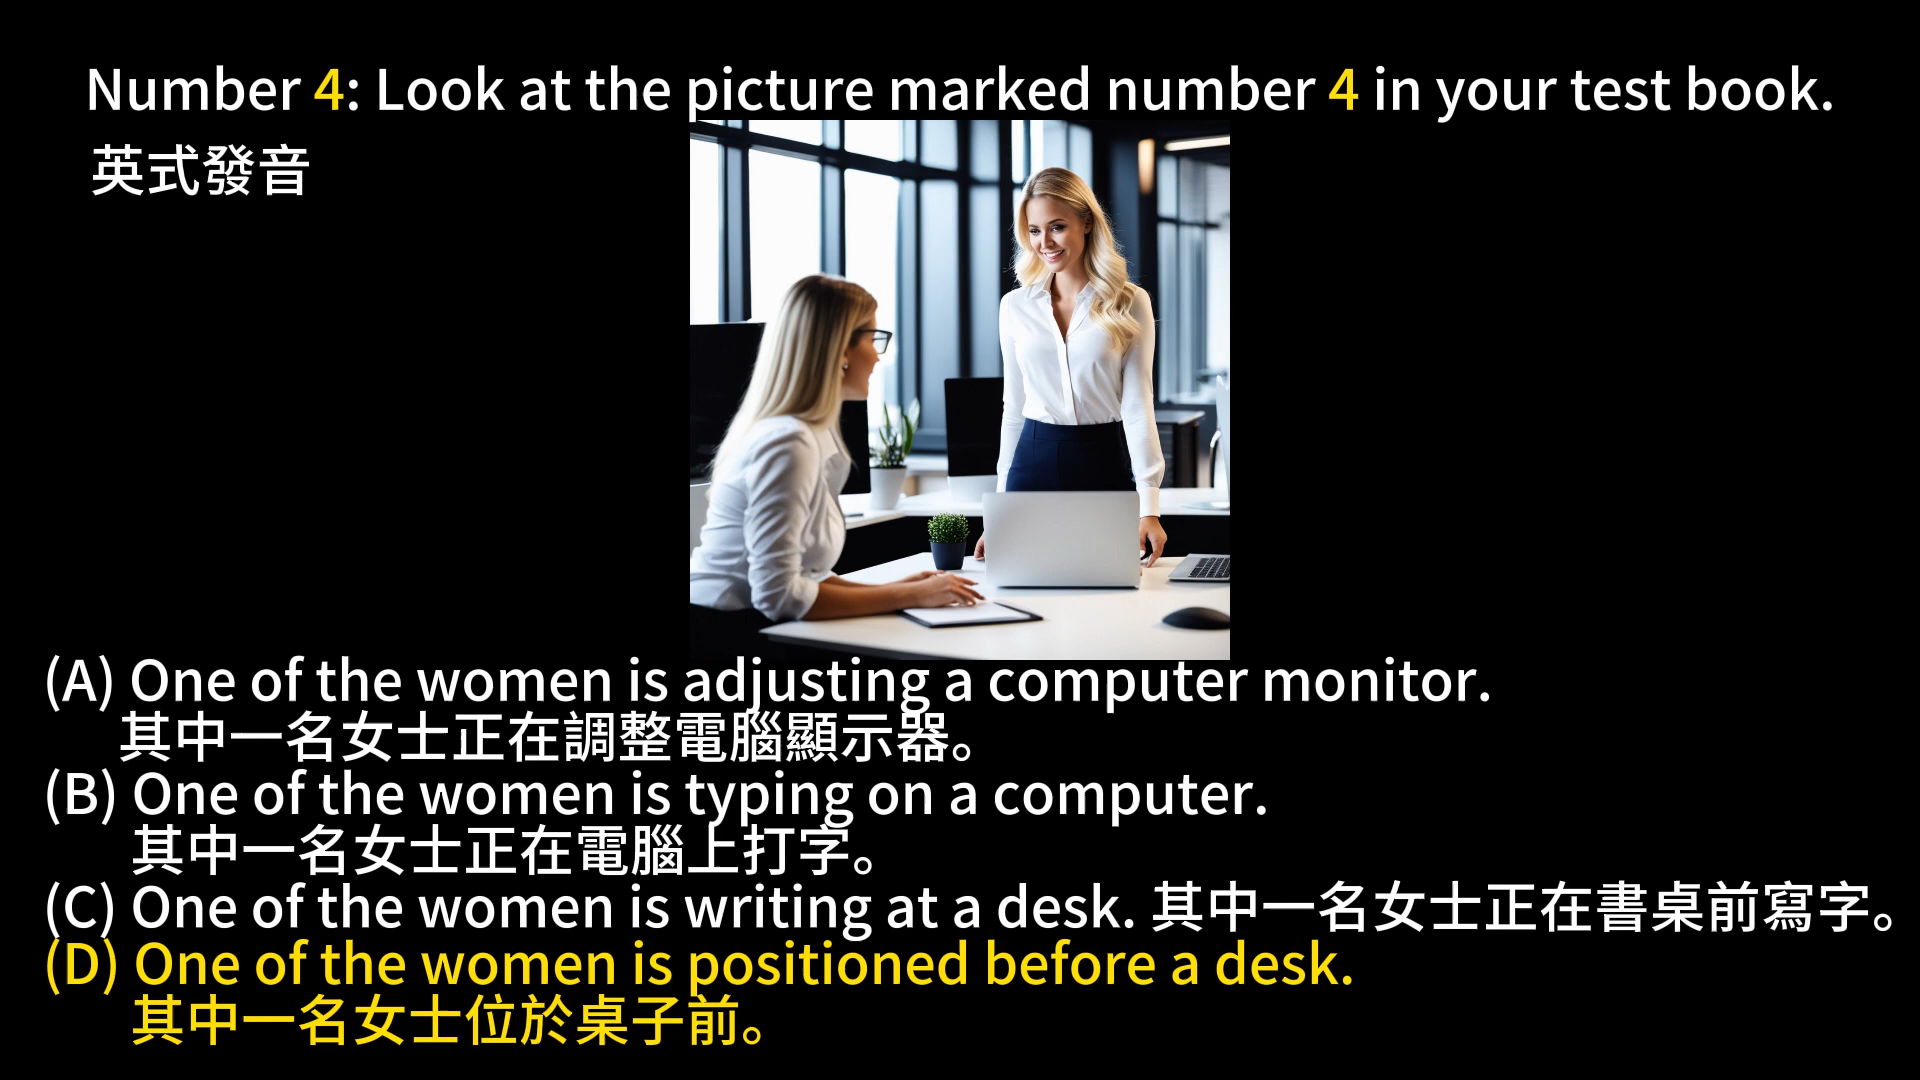 Number 4: Look at the picture marked number 4 in your test book.
英式發音
(A) One of the women is adjusting a computer monitor.
其中一名女士正在調整電腦顯示器。
(B) One of the women is typing on a computer.
其中一名女士正在電腦上打字。
(C) One of the women is writing at a desk. 其中一名女士正在書桌前寫字。
(D) One of the women is positioned before a desk.
其中一名女士位於桌子前。